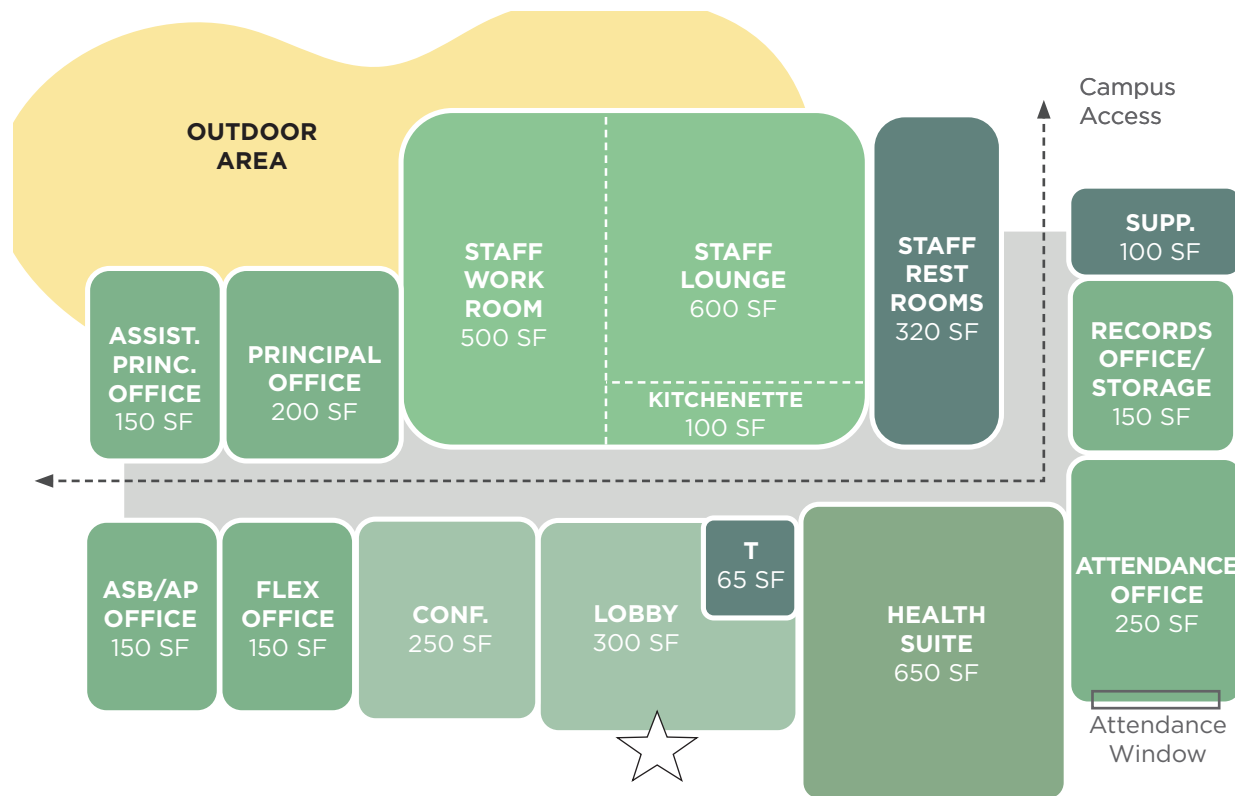 Campus
Access
OUTDOOR
AREA
STAFF
WORK
ROOM
500 SF
STAFF
LOUNGE
600 SF
KITCHENETTE
100 SF
STAFF
REST
ROOMS
320 SF
SUPP.
100 SF
ASSIST.
PRINC.
OFFICE
150 SF
PRINCIPAL
OFFICE
200 SF
RECORDS
OFFICE/
STORAGE
150 SF
ASB/AP
OFFICE
150 SF
FLEX
OFFICE
150 SF
CONF.
250 SF
LOBBY
300 SF
T
65 SF
HEALTH
SUITE
650 SF
ATTENDANCE
OFFICE
250 SF
Attendance
Window